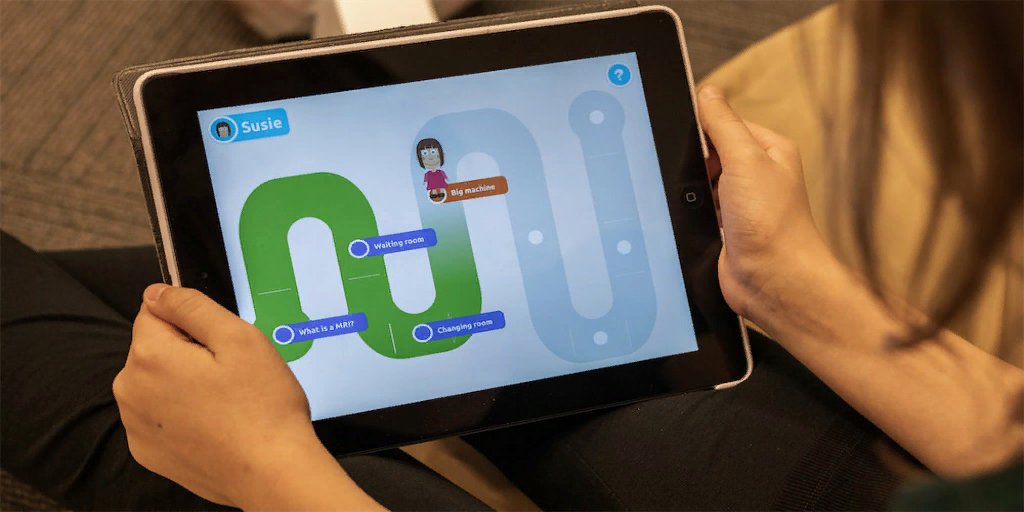 ?
Susie
Big machine
Waiting room
What is a MRI?
Changing room